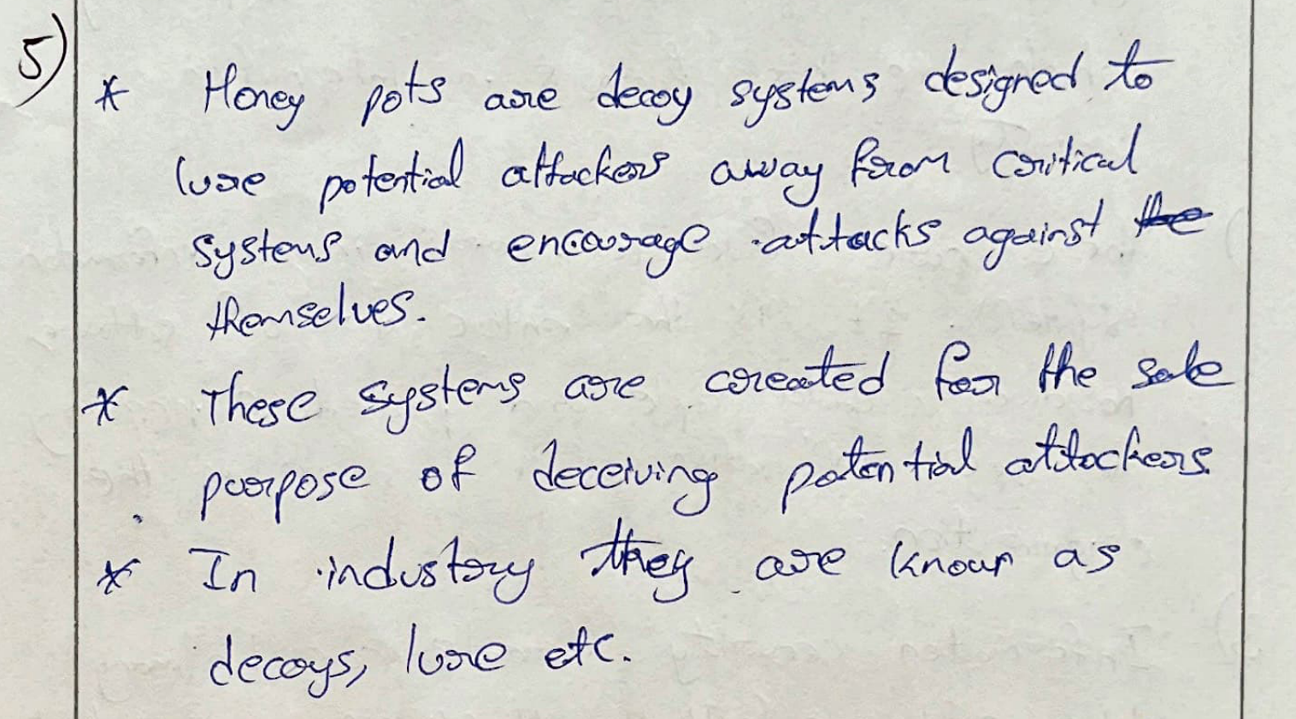 5)
* Honey pots are decoy systems designed to
lure potential attackers away from critical
systems and encourage attacks against the
themselves.
* These systems are created for the sole
purpose of deceiving potential attackers
* In industry they are known as
decoys, lure etc.